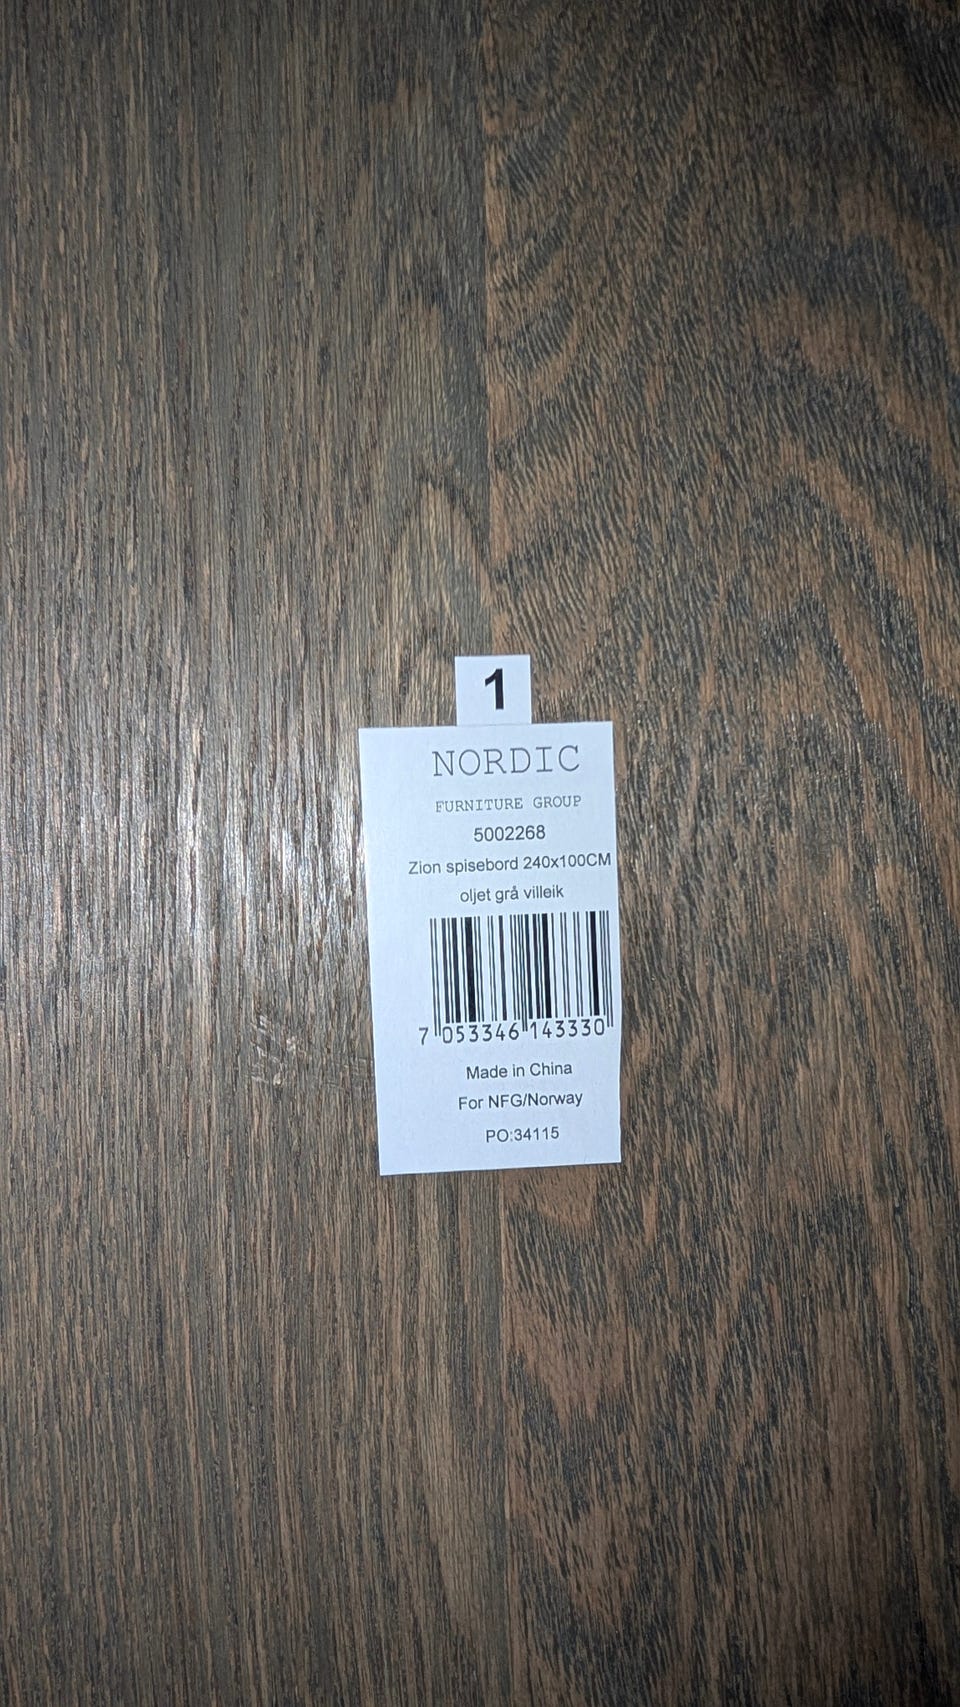 1
NORDIC
FURNITURE GROUP
5002268
Zion spisebord 240x100CM
oljet grå villeik
7 053346 143330
Made in China
For NFG/Norway
PO:34115